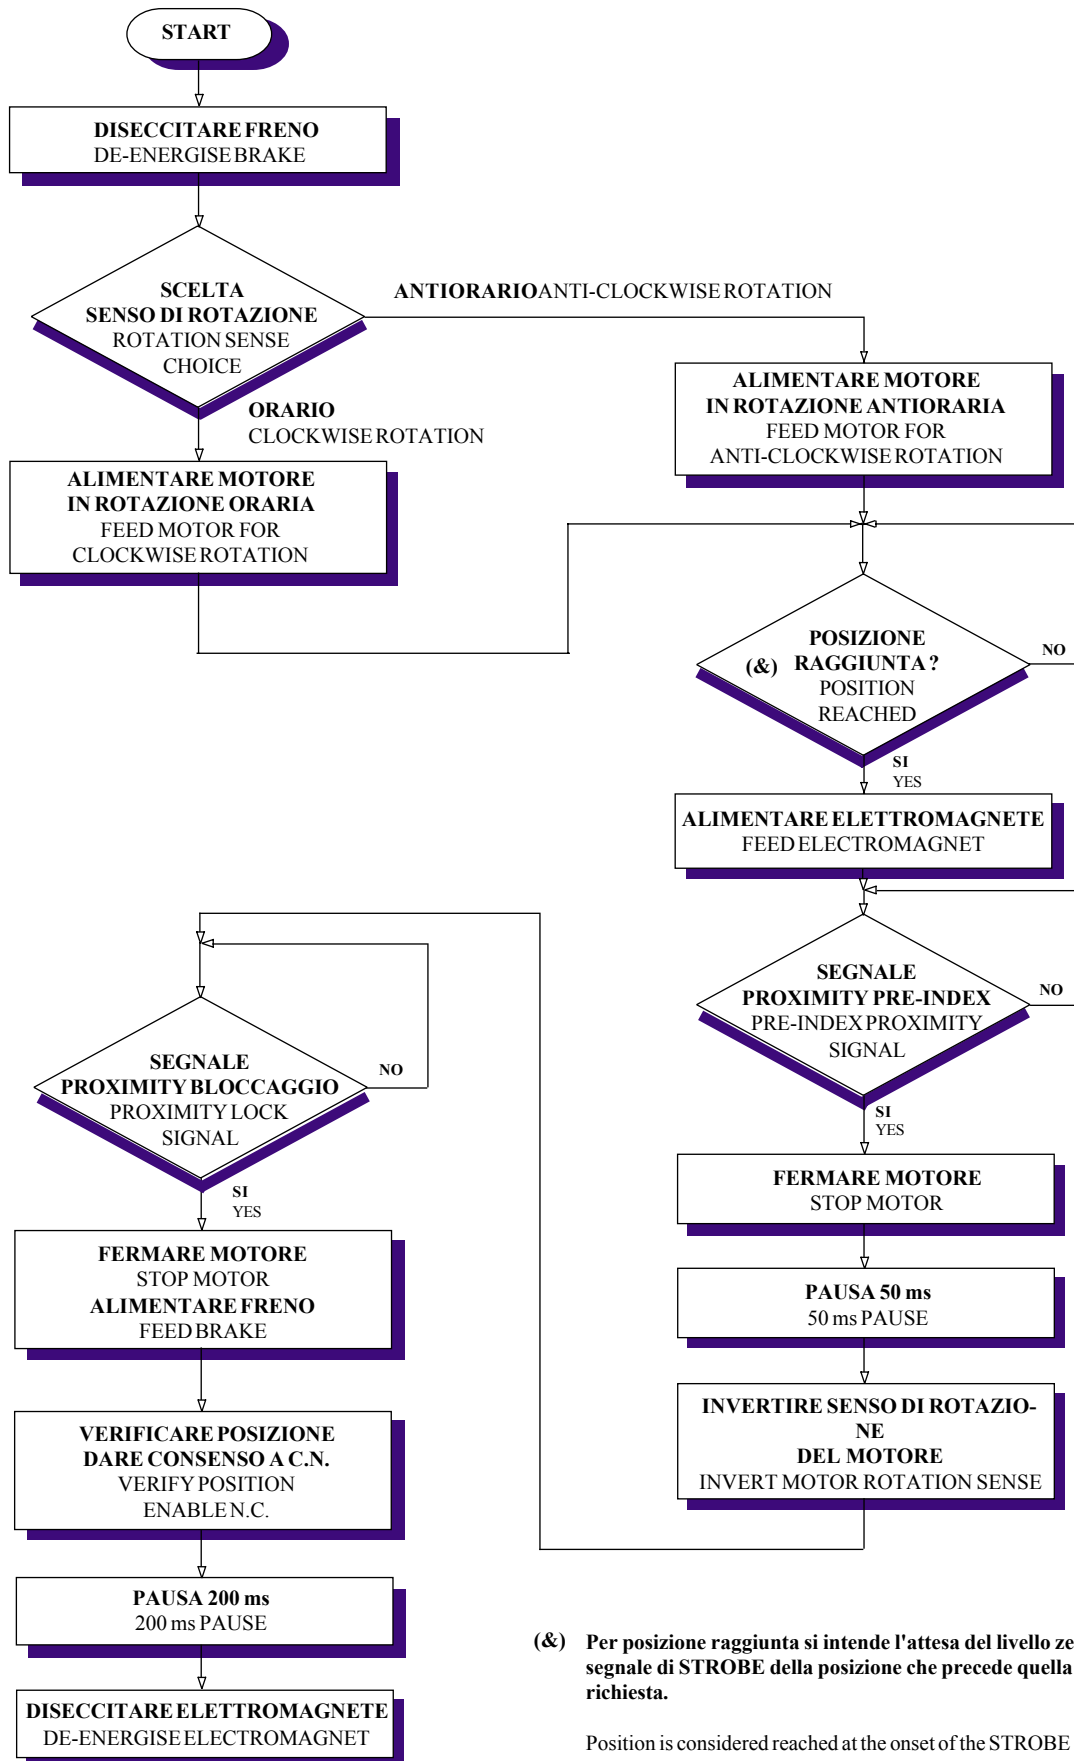 START
DISECCITARE FRENO
DE-ENERGISE BRAKE
SCELTA
SENSO DI ROTAZIONE
ROTATION SENSE
CHOICE
ANTIORARIO ANTI-CLOCKWISE ROTATION
ORARIO
CLOCKWISE ROTATION
ALIMENTARE MOTORE
IN ROTAZIONE ORARIA
FEED MOTOR FOR
CLOCKWISE ROTATION
ALIMENTARE MOTORE
IN ROTAZIONE ANTIORARIA
FEED MOTOR FOR
ANTI-CLOCKWISE ROTATION
POSIZIONE
(&) RAGGIUNTA ?
POSITION
REACHED
NO
SI
YES
ALIMENTARE ELETTROMAGNETE
FEED ELECTROMAGNET
SEGNALE
PROXIMITY PRE-INDEX
PRE-INDEX PROXIMITY
SIGNAL
NO
SI
YES
FERMARE MOTORE
STOP MOTOR
PAUSA 50 ms
50 ms PAUSE
INVERTIRE SENSO DI ROTAZIO-
NE
DEL MOTORE
INVERT MOTOR ROTATION SENSE
SEGNALE
PROXIMITY BLOCCAGGIO
PROXIMITY LOCK
SIGNAL
NO
SI
YES
FERMARE MOTORE
STOP MOTOR
ALIMENTARE FRENO
FEED BRAKE
VERIFICARE POSIZIONE
DARE CONSENSO A C.N.
VERIFY POSITION
ENABLE N.C.
PAUSA 200 ms
200 ms PAUSE
DISECCITARE ELETTROMAGNETE
DE-ENERGISE ELECTROMAGNET
(&) Per posizione raggiunta si intende l'attesa del livello ze
segnale di STROBE della posizione che precede quella
richiesta.
Position is considered reached at the onset of the STROBE